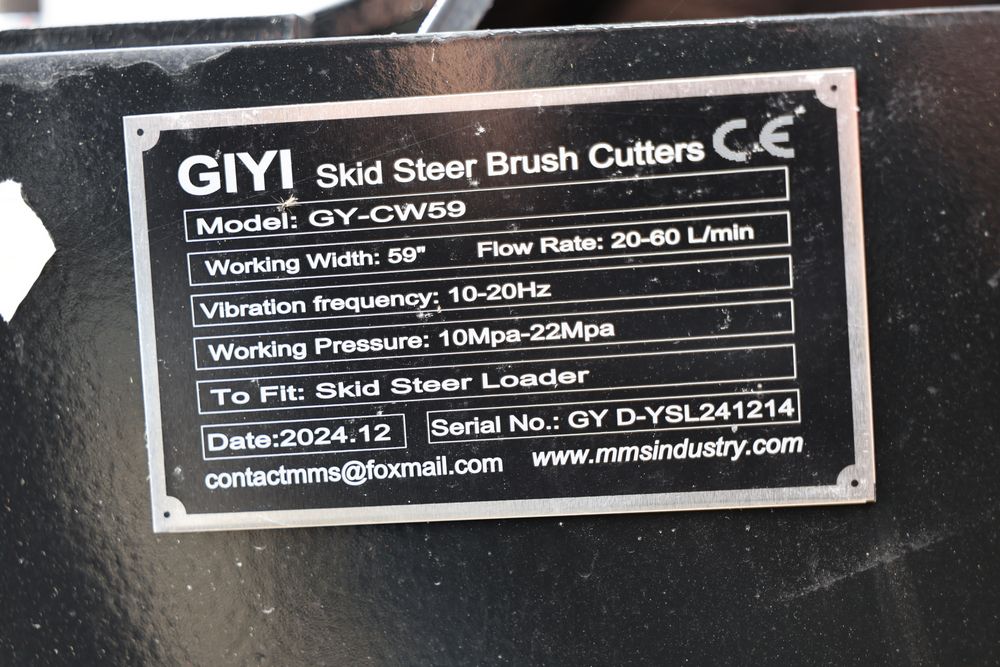 GIYI Skid Steer Brush Cutters CE
Model: GY-CW59
Working Width: 59" Flow Rate: 20-60 L/min
Vibration frequency: 10-20Hz
Working Pressure: 10Mpa-22Mpa
To Fit: Skid Steer Loader
Date:2024.12 Serial No.: GY D-YSL241214
contactmms@foxmail.com www.mmsindustry.com